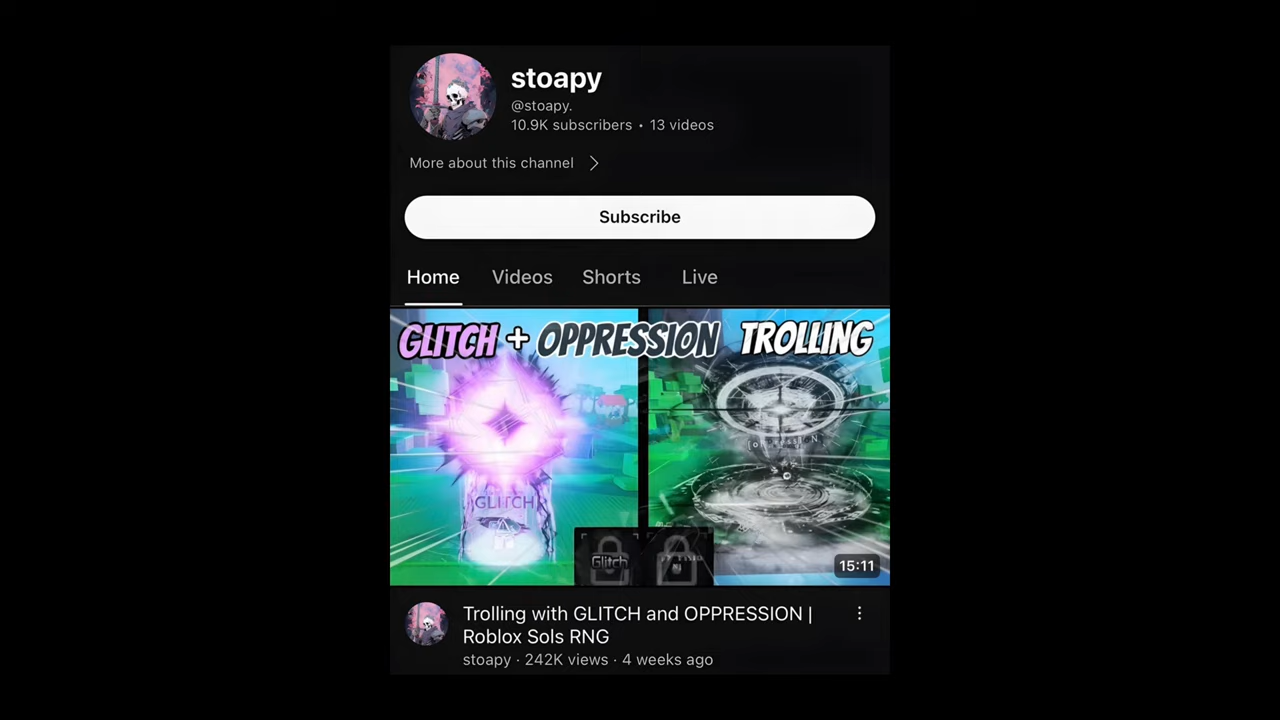 stoapy
@stoapy.
10.9K subscribers • 13 videos
More about this channel
Subscribe
Home Videos Shorts Live
GLITCH + OPPRESSION TROLLING
GLITCH
Glitch
15:11
Trolling with GLITCH and OPPRESSION |
Roblox Sols RNG
stoapy · 242K views · 4 weeks ago